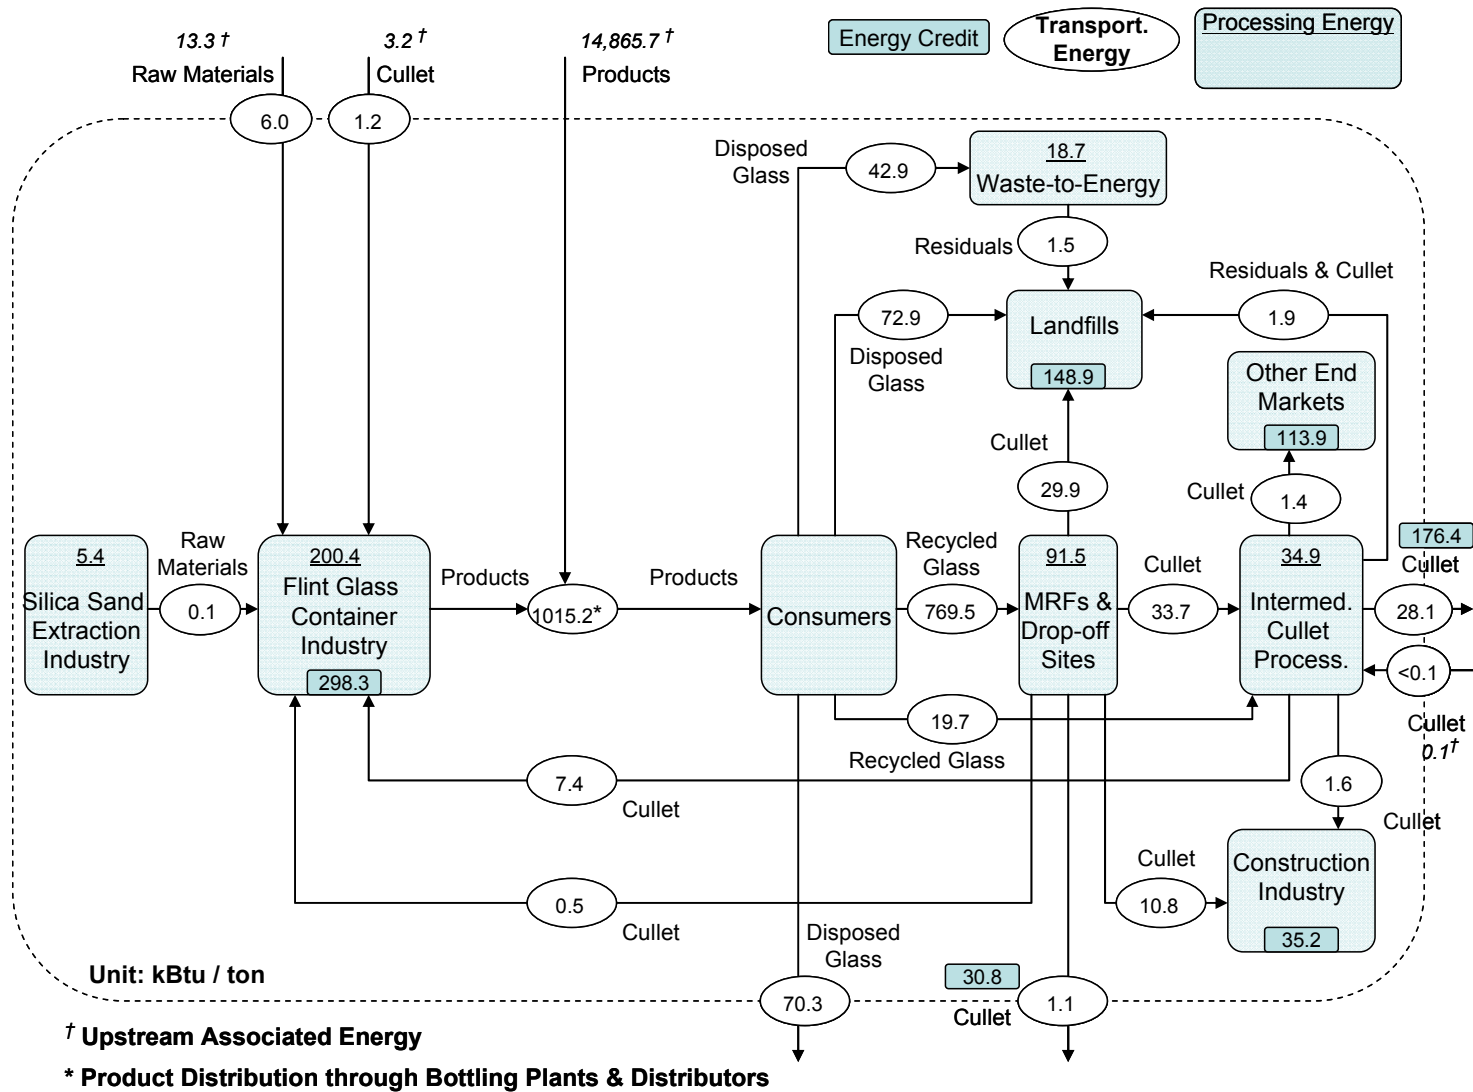 13.3 †
Raw Materials
3.2 †
Cullet
14,865.7 †
Products
Energy Credit
Transport.
Energy
Processing Energy
6.0
1.2
Disposed
Glass
42.9
18.7
Waste-to-Energy
Residuals
1.5
Residuals & Cullet
72.9
Disposed
Glass
Landfills
148.9
1.9
Other End
Markets
113.9
Cullet
29.9
Cullet
1.4
176.4
Cullet
5.4
Silica Sand
Extraction
Industry
Raw
Materials
0.1
200.4
Flint Glass
Container
Industry
298.3
Products
1015.2*
Products
Consumers
Recycled
Glass
769.5
91.5
MRFs &
Drop-off
Sites
Cullet
33.7
34.9
Intermed.
Cullet
Process.
28.1
<0.1
Cullet
0.1†
19.7
Recycled Glass
7.4
Cullet
1.6
Cullet
0.5
Cullet
Cullet
10.8
Construction
Industry
35.2
Disposed
Glass
70.3
30.8
Cullet
1.1
Unit: kBtu / ton
† Upstream Associated Energy
* Product Distribution through Bottling Plants & Distributors